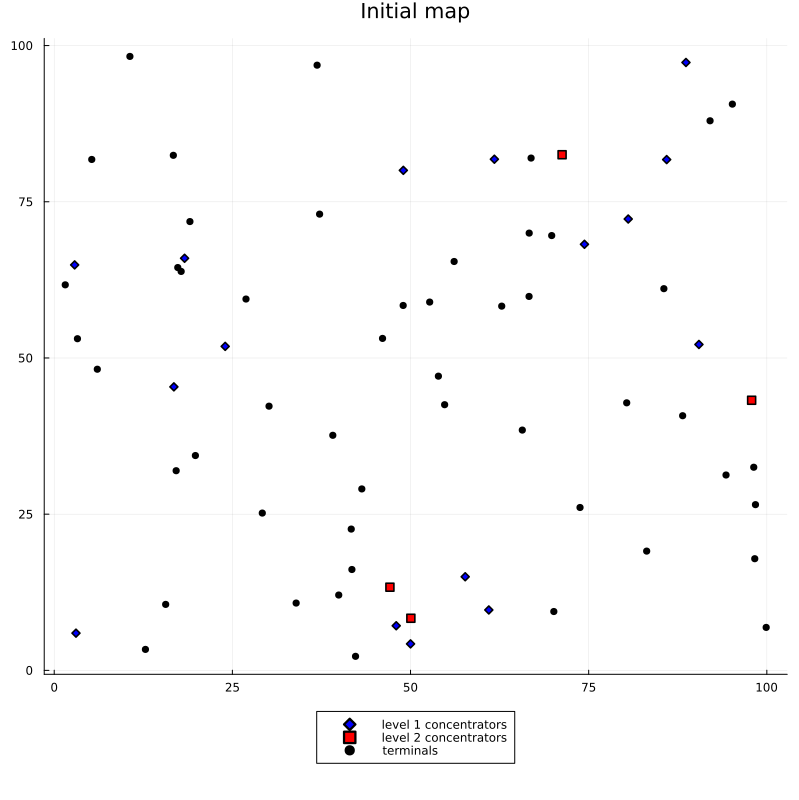 Initial map
100
75
50
25
0
0 25 50 75 100
level 1 concentrators
level 2 concentrators
terminals